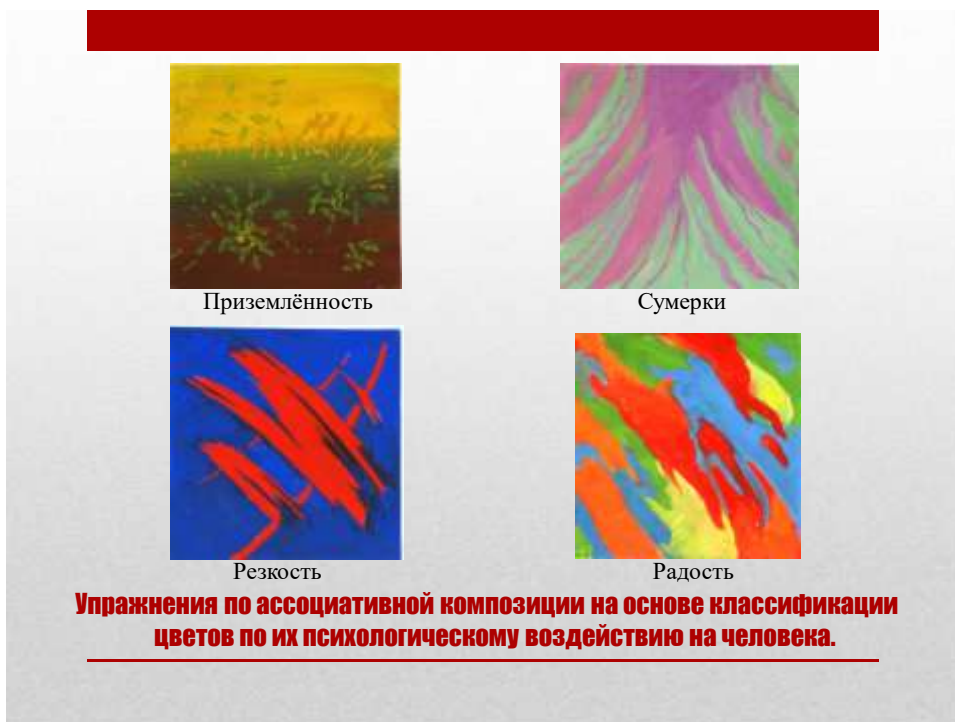 Приземлённость
Сумерки
Резкость
Радость
Упражнения по ассоциативной композиции на основе классификации
цветов по их психологическому воздействию на человека.